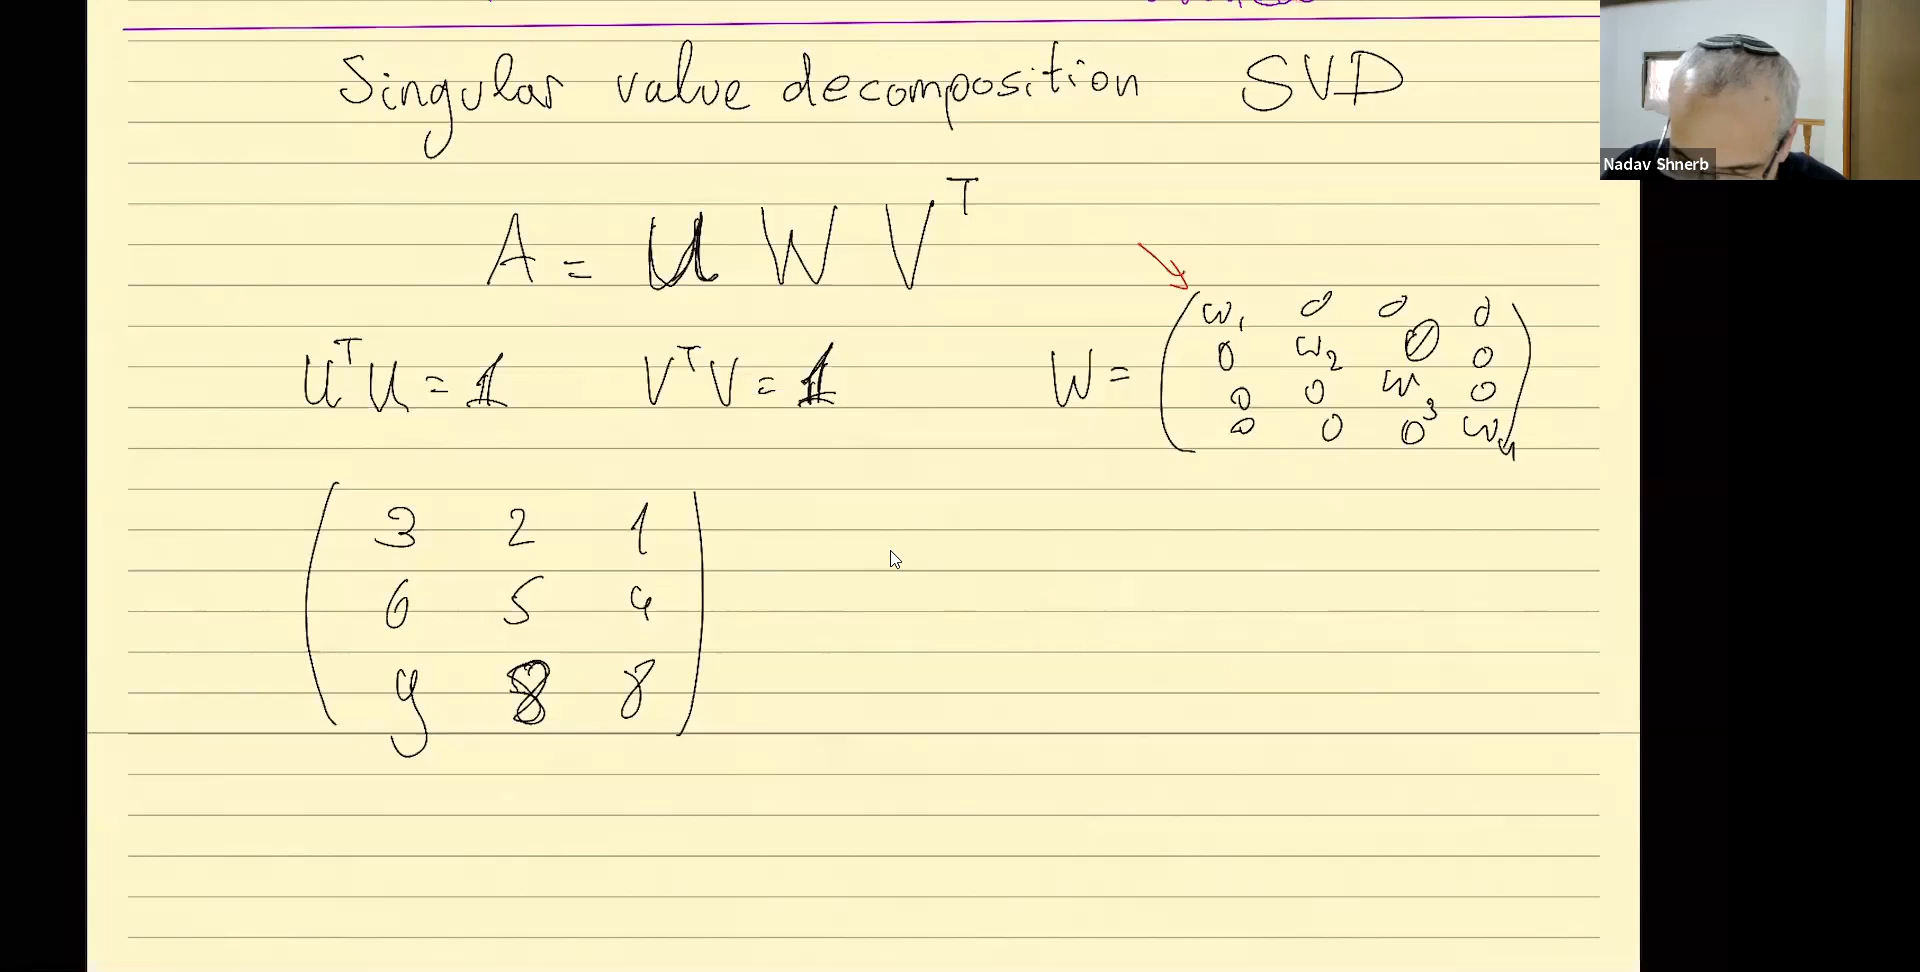 Singular value decomposition SVD
Nadav Shnerb
A = U W V^T
U^T U = 1 V^T V = 1
W = ( w₁ 0 0 0
0 w₂ 0 0
0 0 w₃ 0
0 0 0 w₄ )
( 3 2 1
6 5 4
9 8 8 )